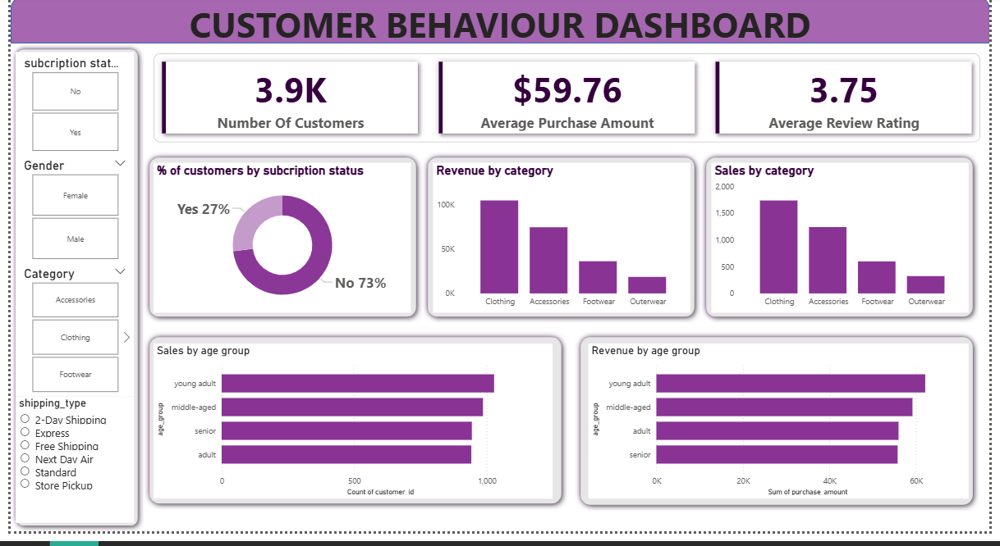 CUSTOMER BEHAVIOUR DASHBOARD
subcription stat...
No
Yes
Gender
Female
Male
Category
Accessories
Clothing
Footwear
shipping_type
2-Day Shipping
Express
Free Shipping
Next Day Air
Standard
Store Pickup
3.9K
Number Of Customers
$59.76
Average Purchase Amount
3.75
Average Review Rating
% of customers by subcription status
Yes 27%
No 73%
Revenue by category
100K
50K
0K
Clothing Accessories Footwear Outerwear
Sales by category
2,000
1,500
1,000
500
0
Clothing Accessories Footwear Outerwear
Sales by age group
age_group
young adult
middle-aged
senior
adult
0 500 1,000
Count of customer_id
Revenue by age group
age_group
young adult
middle-aged
adult
senior
0K 20K 40K 60K
Sum of purchase_amount